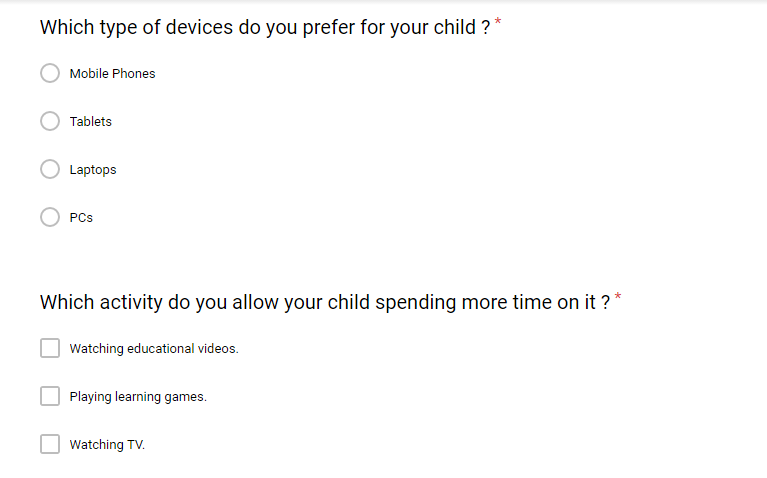 Which type of devices do you prefer for your child ? *
Mobile Phones
Tablets
Laptops
PCs
Which activity do you allow your child spending more time on it ? *
Watching educational videos.
Playing learning games.
Watching TV.